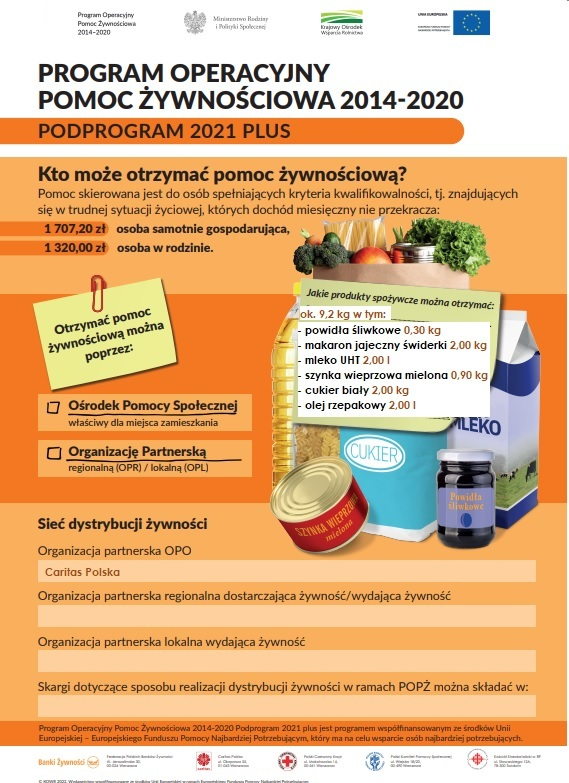 Program Operacyjny
Pomoc Żywnościowa
2014–2020
Ministerstwo Rodziny
i Polityki Społecznej
Krajowy Ośrodek
Wsparcia Rolnictwa
UNIA EUROPEJSKA
PROGRAM OPERACYJNY
POMOC ŻYWNOŚCIOWA 2014-2020
PODPROGRAM 2021 PLUS
Kto może otrzymać pomoc żywnościową?
Pomoc skierowana jest do osób spełniających kryteria kwalifikowalności, tj. znajdujących
się w trudnej sytuacji życiowej, których dochód miesięczny nie przekracza:
1 707,20 zł osoba samotnie gospodarująca,
1 320,00 zł osoba w rodzinie.
Otrzymać pomoc
żywnościową można
poprzez:
Ośrodek Pomocy Społecznej
właściwy dla miejsca zamieszkania
Organizację Partnerską
regionalną (OPR) / lokalną (OPL)
Jakie produkty spożywcze można otrzymać:
ok. 9,2 kg w tym:
- powidła śliwkowe 0,30 kg
- makaron jajeczny świderki 2,00 kg
- mleko UHT 2,00 l
- szynka wieprzowa mielona 0,90 kg
- cukier biały 2,00 kg
- olej rzepakowy 2,00 l
MLEKO
CUKIER
SZYNKA WIEPRZOWA
mielona
Powidła
śliwkowe
Sieć dystrybucji żywności
Organizacja partnerska OPO
Caritas Polska
Organizacja partnerska regionalna dostarczająca żywność/wydająca żywność
Organizacja partnerska lokalna wydająca żywność
Skargi dotyczące sposobu realizacji dystrybucji żywności w ramach POPŻ można składać w:
Program Operacyjny Pomoc Żywnościowa 2014-2020 Podprogram 2021 plus jest programem współfinansowanym ze środków Unii
Europejskiej – Europejskiego Funduszu Pomocy Najbardziej Potrzebującym, który ma na celu wsparcie osób najbardziej potrzebujących.
Banki Żywności
Caritas Polska
Polski Czerwony Krzyż